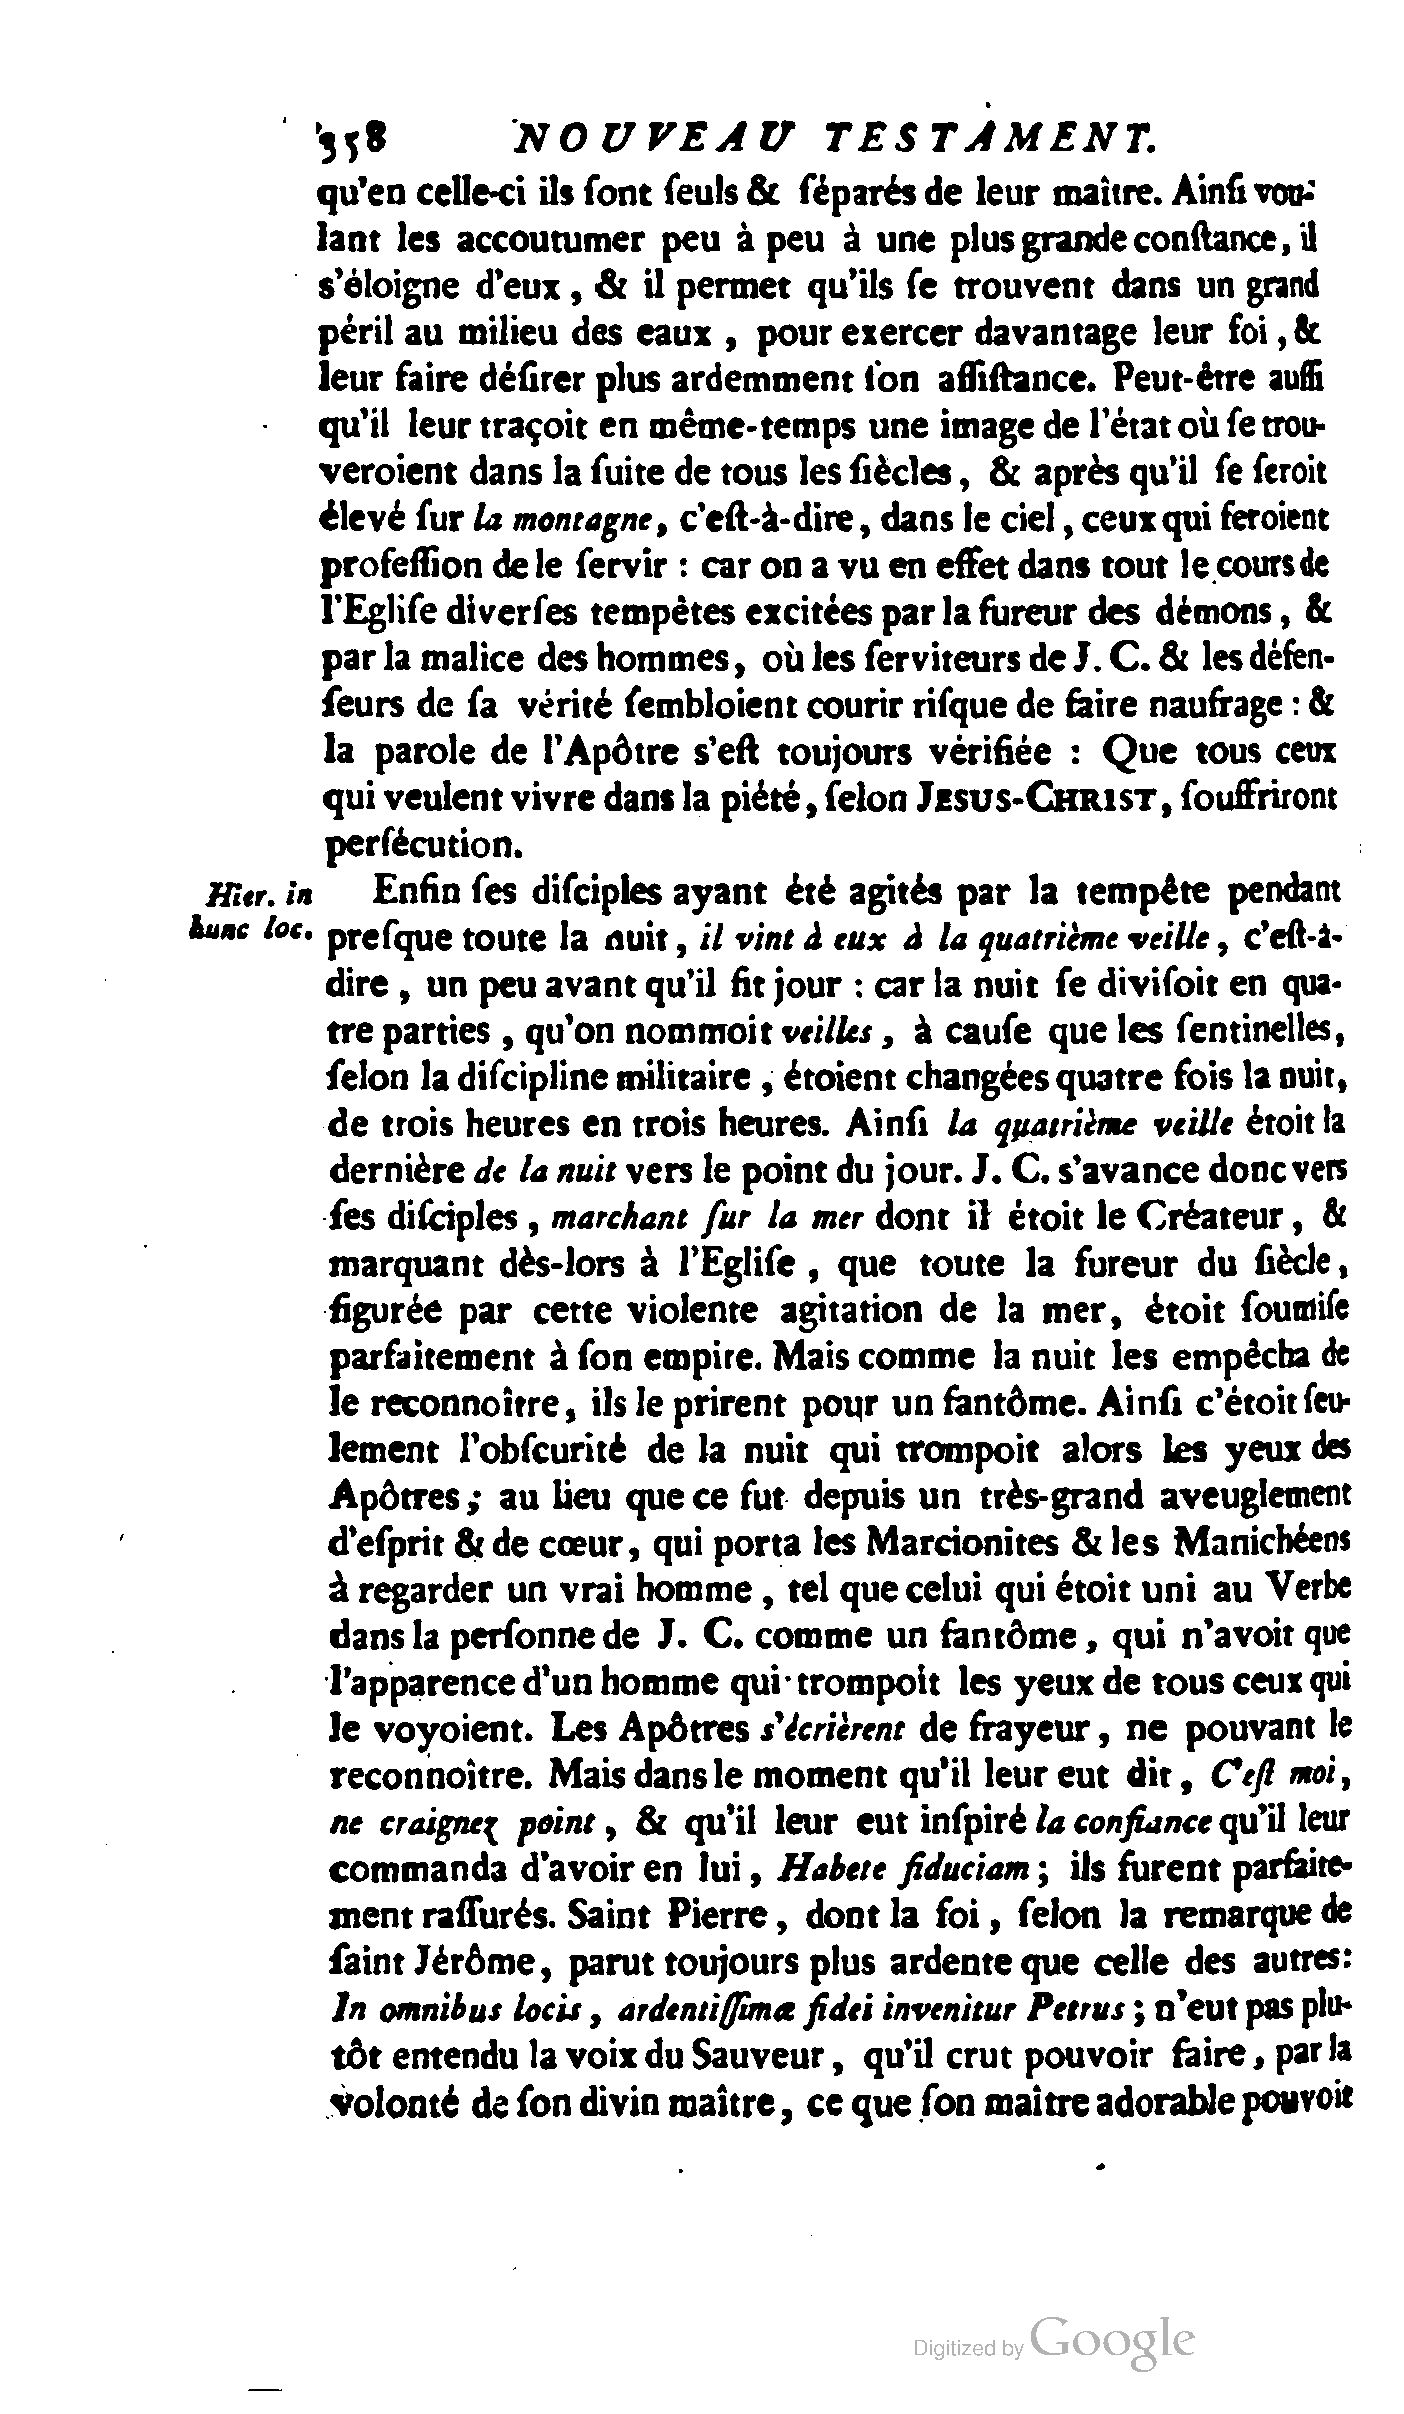 358 NOUVEAU TESTAMENT.
qu'en celle-ci ils ſont ſeuls & ſéparés de leur maître. Ainſi vou-
lant les accoutumer peu à peu à une plus grande conſtance, il
s'éloigne d'eux, & il permet qu'ils ſe trouvent dans un grand
péril au milieu des eaux, pour exercer davantage leur foi, &
leur faire déſirer plus ardemment ſon aſſiſtance. Peut-être auſſi
qu'il leur traçoit en même-temps une image de l'état où ſe trou-
veroient dans la ſuite de tous les ſiècles, & après qu'il ſe ſeroit
élevé ſur la montagne, c'eſt-à-dire, dans le ciel, ceux qui feroient
profeſſion de le ſervir : car on a vu en effet dans tout le cours de
l'Egliſe diverſes tempêtes excitées par la fureur des démons, &
par la malice des hommes, où les ſerviteurs de J. C. & les défen-
ſeurs de ſa vérité ſembloient courir riſque de faire naufrage : &
la parole de l'Apôtre s'eſt toujours vérifiée : Que tous ceux
qui veulent vivre dans la piété, ſelon JESUS-CHRIST, ſouffriront
perſécution.
Hier. in
hunc loc.
Enfin ſes diſciples ayant été agités par la tempête pendant
preſque toute la nuit, il vint à eux à la quatrième veille, c'eſt-à-
dire, un peu avant qu'il fit jour : car la nuit ſe diviſoit en qua-
tre parties, qu'on nommoit veilles, à cauſe que les ſentinelles,
ſelon la diſcipline militaire, étoient changées quatre fois la nuit,
de trois heures en trois heures. Ainſi la quatrième veille étoit la
dernière de la nuit vers le point du jour. J. C. s'avance donc vers
ſes diſciples, marchant ſur la mer dont il étoit le Créateur, &
marquant dès-lors à l'Egliſe, que toute la fureur du ſiècle,
figurée par cette violente agitation de la mer, étoit ſoumiſe
parfaitement à ſon empire. Mais comme la nuit les empêcha de
le reconnoître, ils le prirent pour un fantôme. Ainſi c'étoit ſeu-
lement l'obſcurité de la nuit qui trompoit alors les yeux des
Apôtres; au lieu que ce fut depuis un très-grand aveuglement
d'eſprit & de cœur, qui porta les Marcionites & les Manichéens
à regarder un vrai homme, tel que celui qui étoit uni au Verbe
dans la perſonne de J. C. comme un fantôme, qui n'avoit que
l'apparence d'un homme qui trompoit les yeux de tous ceux qui
le voyoient. Les Apôtres s'écrièrent de frayeur, ne pouvant le
reconnoître. Mais dans le moment qu'il leur eut dit, C'eſt moi,
ne craignez point, & qu'il leur eut inſpiré la confiance qu'il leur
commanda d'avoir en lui, Habete fiduciam; ils furent parfaite-
ment raſſurés. Saint Pierre, dont la foi, ſelon la remarque de
ſaint Jérôme, parut toujours plus ardente que celle des autres:
In omnibus locis, ardentiſſimæ fidei invenitur Petrus; n'eut pas plu-
tôt entendu la voix du Sauveur, qu'il crut pouvoir faire, par la
volonté de ſon divin maître, ce que ſon maître adorable pouvoit
Digitized by Google